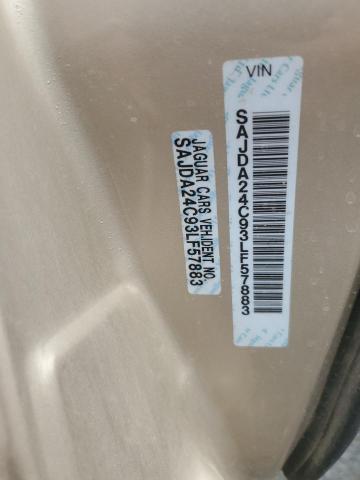 JAGUAR CARS VEH.IDENT NO.
SAJDA24C93LF57883
VIN
SAJDA24C93LF57883